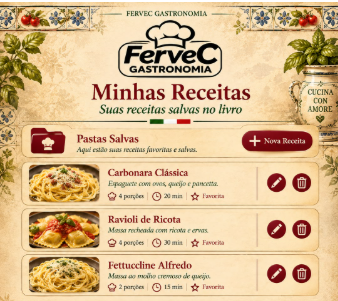 FERVEC GASTRONOMIA
FerveC
GASTRONOMIA
Minhas Receitas
Suas receitas salvas no livro
CUCINA
CON
AMORE
Pastas Salvas
Aqui estão suas receitas favoritas e salvas.
+ Nova Receita
Carbonara Clássica
Espaguete com ovos, queijo e pancetta.
4 porções 20 min Favorita
Ravioli de Ricota
Massa recheada com ricota e ervas.
4 porções 30 min Favorita
Fettuccline Alfredo
Massa ao molho cremoso de queijo.
2 porções 15 min Favorita